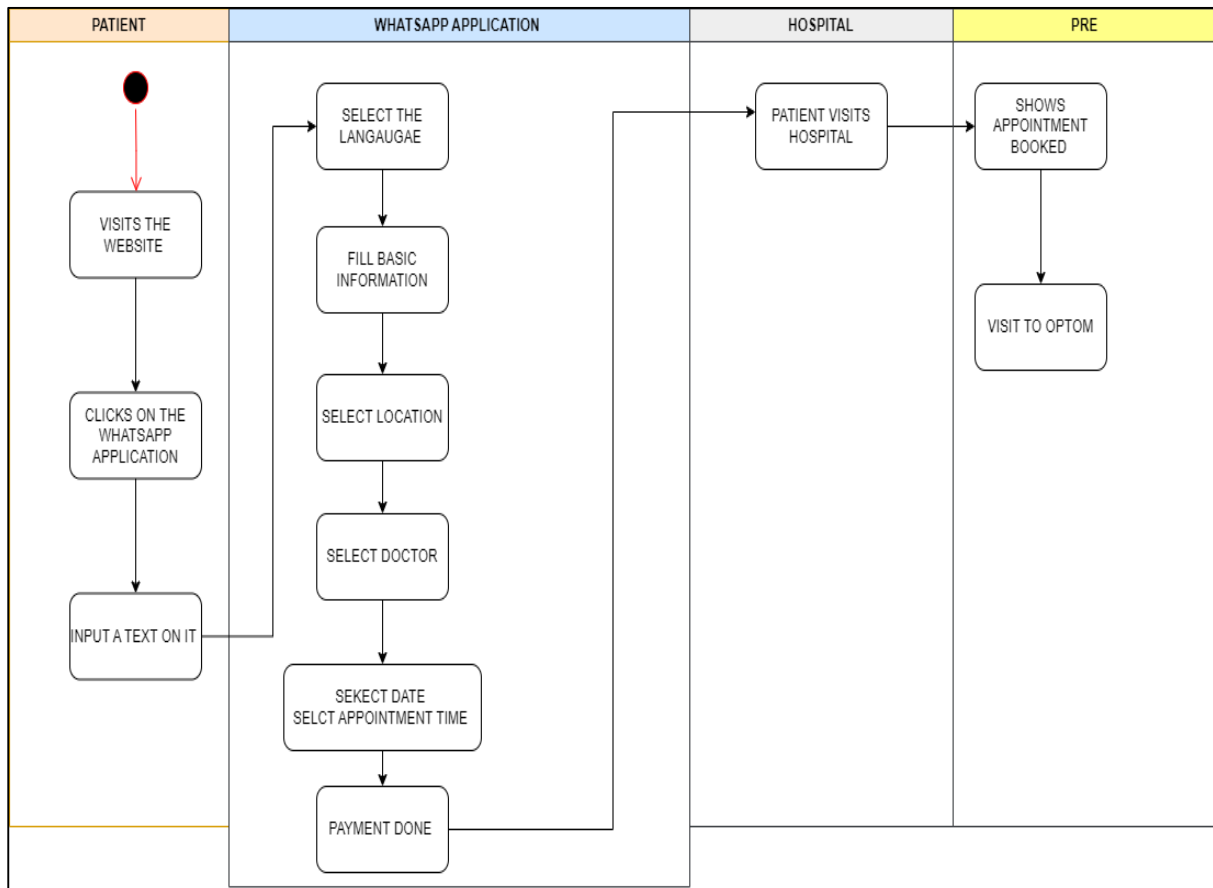 PATIENT
WHATSAPP APPLICATION
HOSPITAL
PRE
VISITS THE
WEBSITE
CLICKS ON THE
WHATSAPP
APPLICATION
INPUT A TEXT ON IT
SELECT THE
LANGAUGAE
FILL BASIC
INFORMATION
SELECT LOCATION
SELECT DOCTOR
SEKECT DATE
SELCT APPOINTMENT TIME
PAYMENT DONE
PATIENT VISITS
HOSPITAL
SHOWS
APPOINTMENT
BOOKED
VISIT TO OPTOM